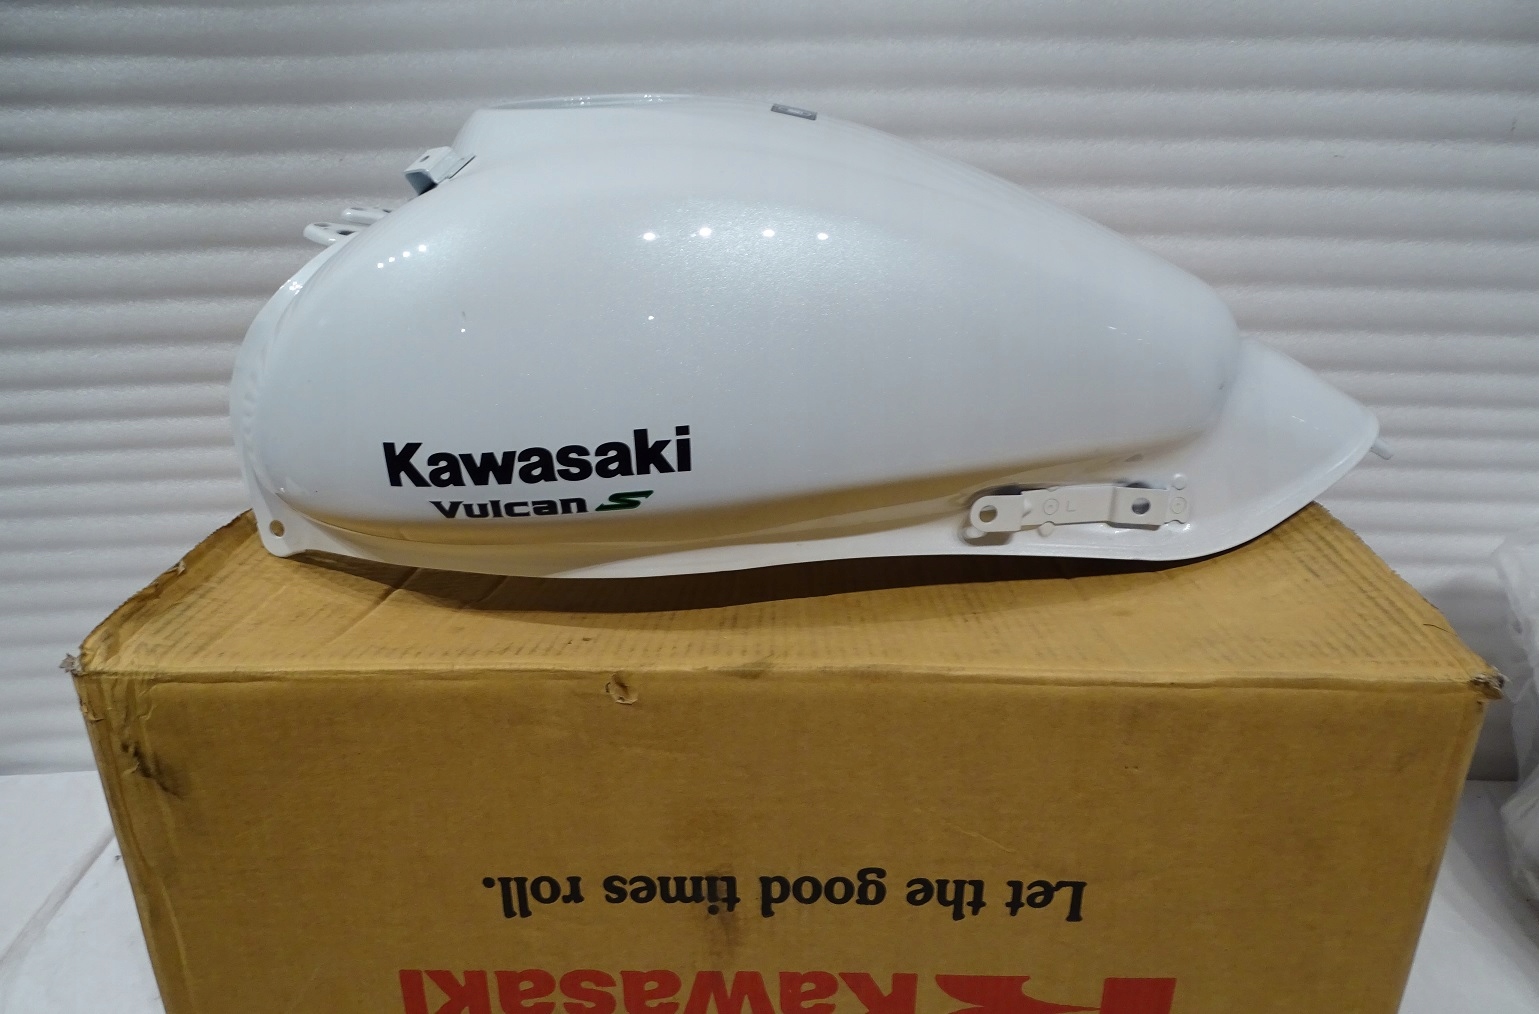 Kawasaki
Vulcan S
L
Let the good times roll.
Kawasaki